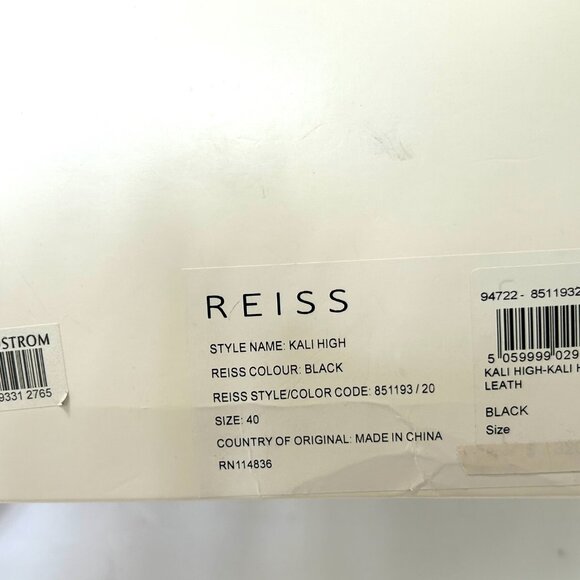 REISS
STYLE NAME: KALI HIGH
REISS COLOUR: BLACK
REISS STYLE/COLOR CODE: 851193 / 20
SIZE: 40
COUNTRY OF ORIGINAL: MADE IN CHINA
RN114836
DSTROM
9331 2765
94722- 8511932
5 059999 029
KALI HIGH-KALI H
LEATH
BLACK
Size